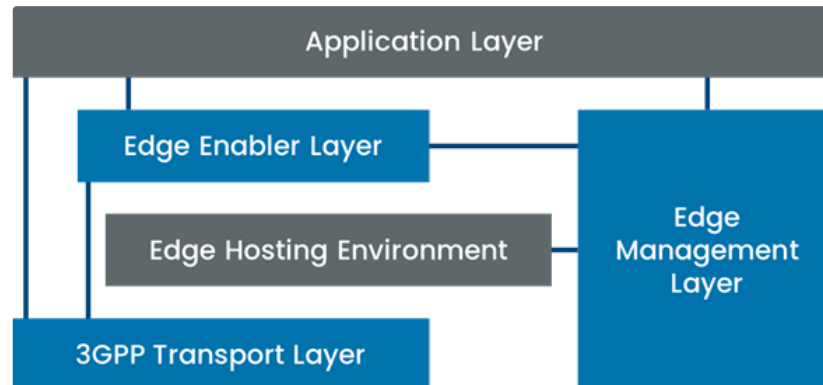 Application Layer
Edge Enabler Layer
Edge Hosting Environment
Edge
Management
Layer
3GPP Transport Layer